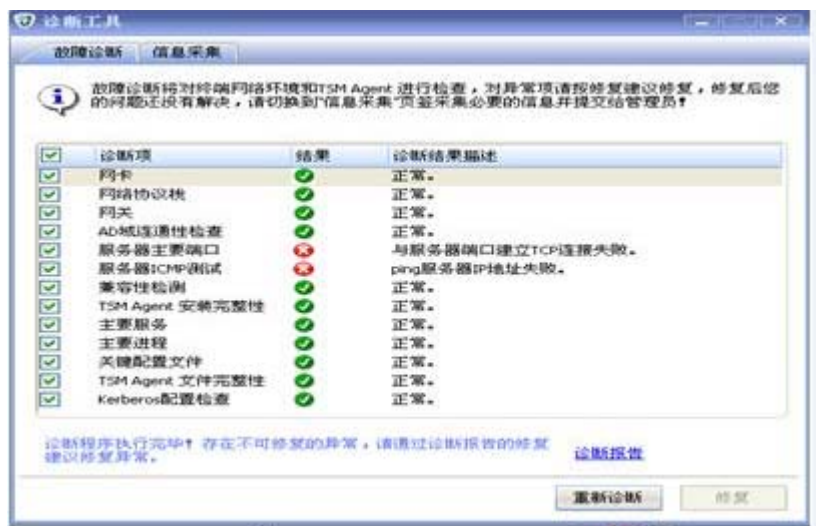 诊断工具
故障诊断 信息采集
故障诊断将对终端网络环境和TSM Agent 进行检查，对异常项请按修复建议修复，修复后您
的问题还没有解决，请切换到"信息采集"页签采集必要的信息并提交给管理员！
诊断项 结果 诊断结果描述
网卡 正常。
网络协议栈 正常。
网关 正常。
AD域连通性检查 正常。
服务器主要端口 与服务器端口建立TCP连接失败。
服务器ICMP测试 ping服务器IP地址失败。
兼容性检测 正常。
TSM Agent 安装完整性 正常。
主要服务 正常。
主要进程 正常。
关键配置文件 正常。
TSM Agent 文件完整性 正常。
Kerberos配置检查 正常。
诊断程序执行完毕！存在不可修复的异常，请通过诊断报告的修复
建议修复异常。 诊断报告
重新诊断 修复